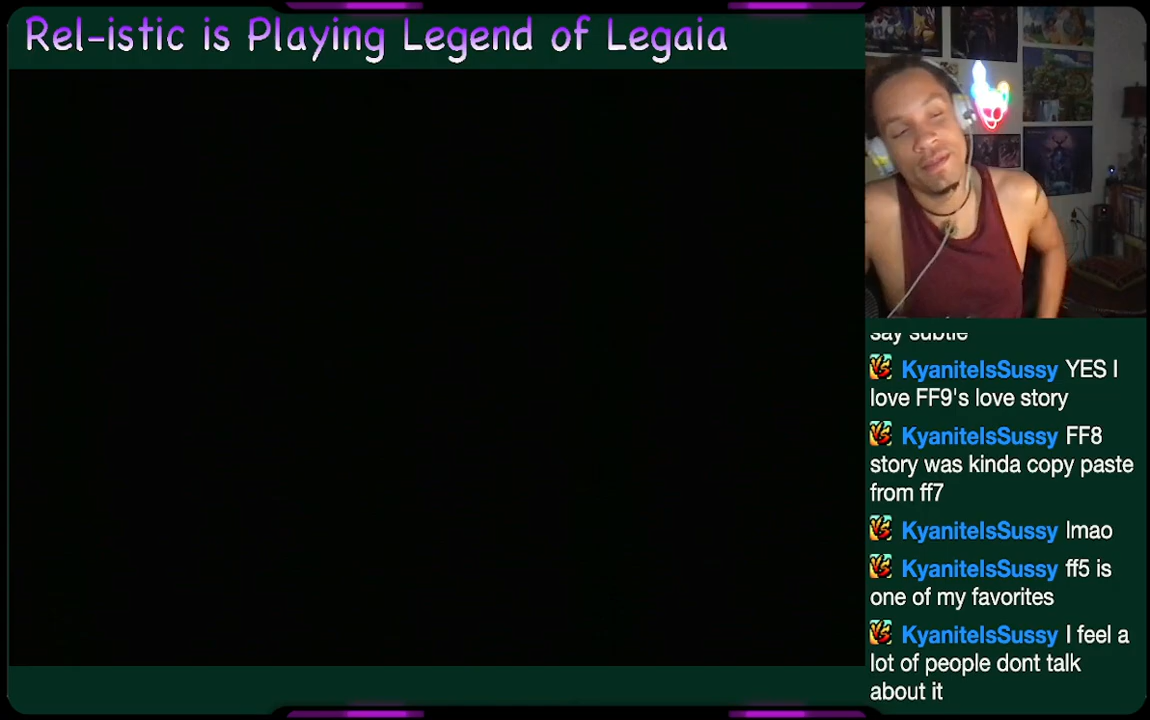 Rel-istic is Playing Legend of Legaia
say subtle
KyaniteIsSussy YES I
love FF9's love story
KyaniteIsSussy FF8
story was kinda copy paste
from ff7
KyaniteIsSussy lmao
KyaniteIsSussy ff5 is
one of my favorites
KyaniteIsSussy I feel a
lot of people dont talk
about it